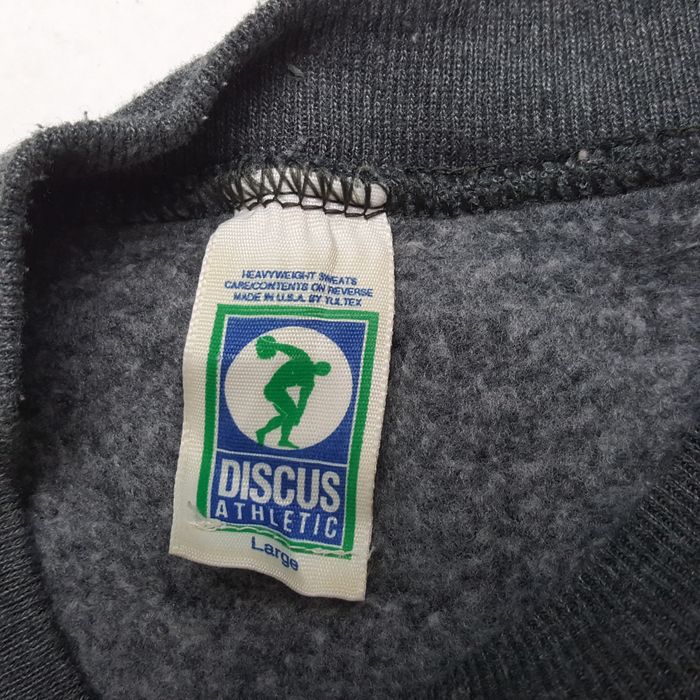 HEAVYWEIGHT SWEATS
CARE/CONTENTS ON REVERSE
MADE IN U.S.A. BY TULTEX
DISCUS
ATHLETIC
Large